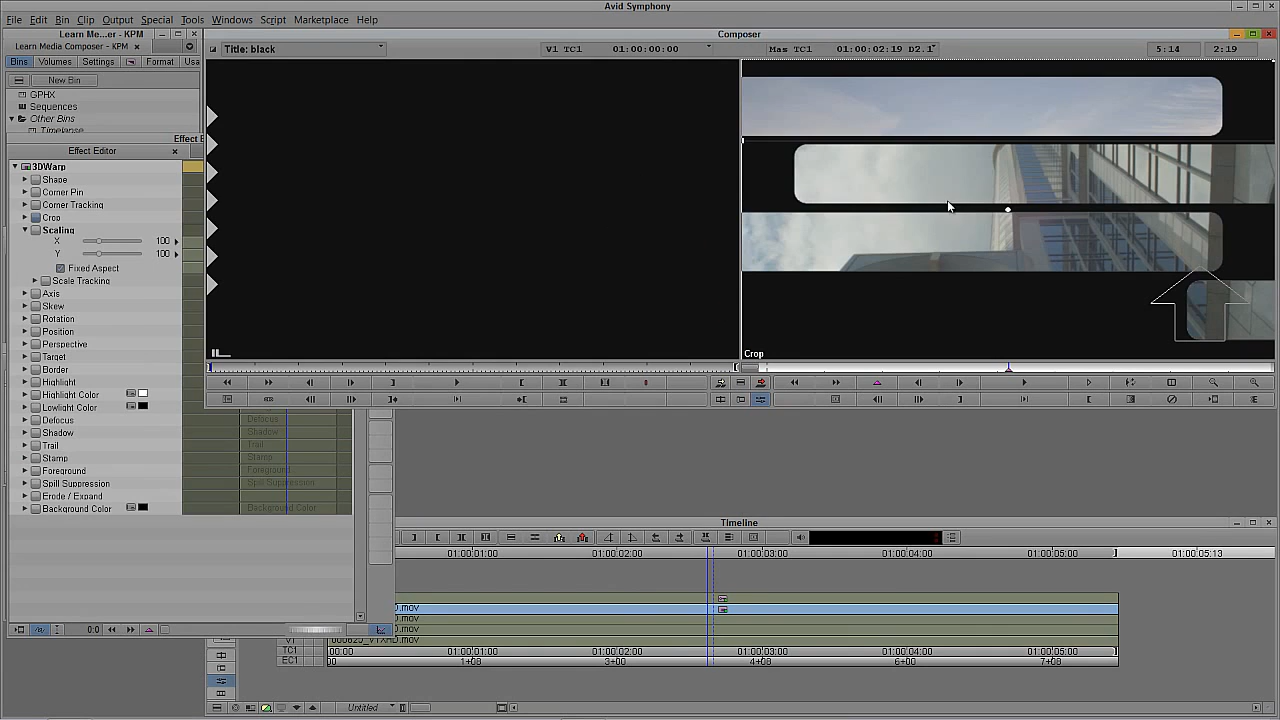 Avid Symphony
File Edit Bin Clip Output Special Tools Windows Script Marketplace Help
Learn Me...er - KPM
Composer
Learn Media Composer - KPM
Title: black
V1 TC1 01:00:00:00
Mas TC1 01:00:02:19 D2.1
5:14
2:19
Bins Volumes Settings Format Usa
New Bin
GPHX
Sequences
Other Bins
Timelapse
Effect E
Effect Editor
3DWarp
Shape
Corner Pin
Corner Tracking
Crop
Scaling
X 100
Y 100
Fixed Aspect
Scale Tracking
Axis
Skew
Rotation
Position
Perspective
Target
Border
Highlight
Highlight Color
Lowlight Color
Defocus
Shadow
Trail
Stamp
Foreground
Spill Suppression
Erode / Expand
Background Color
Crop
Defocus
Shadow
Trail
Stamp
Foreground
Spill Suppression
Background Color
0:0
Timeline
01:00:01:00 01:00:02:00 01:00:03:00 01:00:04:00 01:00:05:00 01:00:05:13
.mov
.mov
.mov
V1
TC1 00:00 01:00:01:00 01:00:02:00 01:00:03:00 01:00:04:00 01:00:05:00
EC1 00 1+08 3+00 4+08 6+00 7+08
Untitled